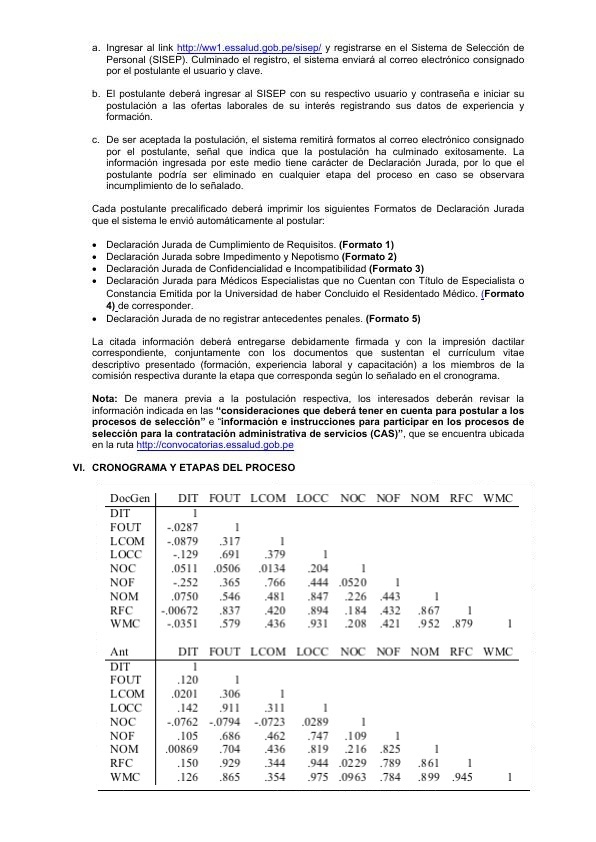 a. Ingresar al link http://ww1.essalud.gob.pe/sisep/ y registrarse en el Sistema de Selección de
Personal (SISEP). Culminado el registro, el sistema enviará al correo electrónico consignado
por el postulante el usuario y clave.
b. El postulante deberá ingresar al SISEP con su respectivo usuario y contraseña e iniciar su
postulación a las ofertas laborales de su interés registrando sus datos de experiencia y
formación.
c. De ser aceptada la postulación, el sistema remitirá formatos al correo electrónico consignado
por el postulante, señal que indica que la postulación ha culminado exitosamente. La
información ingresada por este medio tiene carácter de Declaración Jurada, por lo que el
postulante podría ser eliminado en cualquier etapa del proceso en caso se observara
incumplimiento de lo señalado.
Cada postulante precalificado deberá imprimir los siguientes Formatos de Declaración Jurada
que el sistema le envió automáticamente al postular:
• Declaración Jurada de Cumplimiento de Requisitos. (Formato 1)
• Declaración Jurada sobre Impedimento y Nepotismo (Formato 2)
• Declaración Jurada de Confidencialidad e Incompatibilidad (Formato 3)
• Declaración Jurada para Médicos Especialistas que no Cuentan con Título de Especialista o
Constancia Emitida por la Universidad de haber Concluido el Residentado Médico. (Formato
4) de corresponder.
• Declaración Jurada de no registrar antecedentes penales. (Formato 5)
La citada información deberá entregarse debidamente firmada y con la impresión dactilar
correspondiente, conjuntamente con los documentos que sustentan el currículum vitae
descriptivo presentado (formación, experiencia laboral y capacitación) a los miembros de la
comisión respectiva durante la etapa que corresponda según lo señalado en el cronograma.
Nota: De manera previa a la postulación respectiva, los interesados deberán revisar la
información indicada en las “consideraciones que deberá tener en cuenta para postular a los
procesos de selección” e “información e instrucciones para participar en los procesos de
selección para la contratación administrativa de servicios (CAS)”, que se encuentra ubicada
en la ruta http://convocatorias.essalud.gob.pe
VI. CRONOGRAMA Y ETAPAS DEL PROCESO
DocGen DIT FOUT LCOM LOCC NOC NOF NOM RFC WMC
DIT 1
FOUT -.0287 1
LCOM -.0879 .317 1
LOCC -.129 .691 .379 1
NOC .0511 .0506 .0134 .204 1
NOF -.252 .365 .766 .444 .0520 1
NOM .0750 .546 .481 .847 .226 .443 1
RFC -.00672 .837 .420 .894 .184 .432 .867 1
WMC -.0351 .579 .436 .931 .208 .421 .952 .879 1
Ant DIT FOUT LCOM LOCC NOC NOF NOM RFC WMC
DIT 1
FOUT .120 1
LCOM .0201 .306 1
LOCC .142 .911 .311 1
NOC -.0762 -.0794 -.0723 .0289 1
NOF .105 .686 .462 .747 .109 1
NOM .00869 .704 .436 .819 .216 .825 1
RFC .150 .929 .344 .944 .0229 .789 .861 1
WMC .126 .865 .354 .975 .0963 .784 .899 .945 1